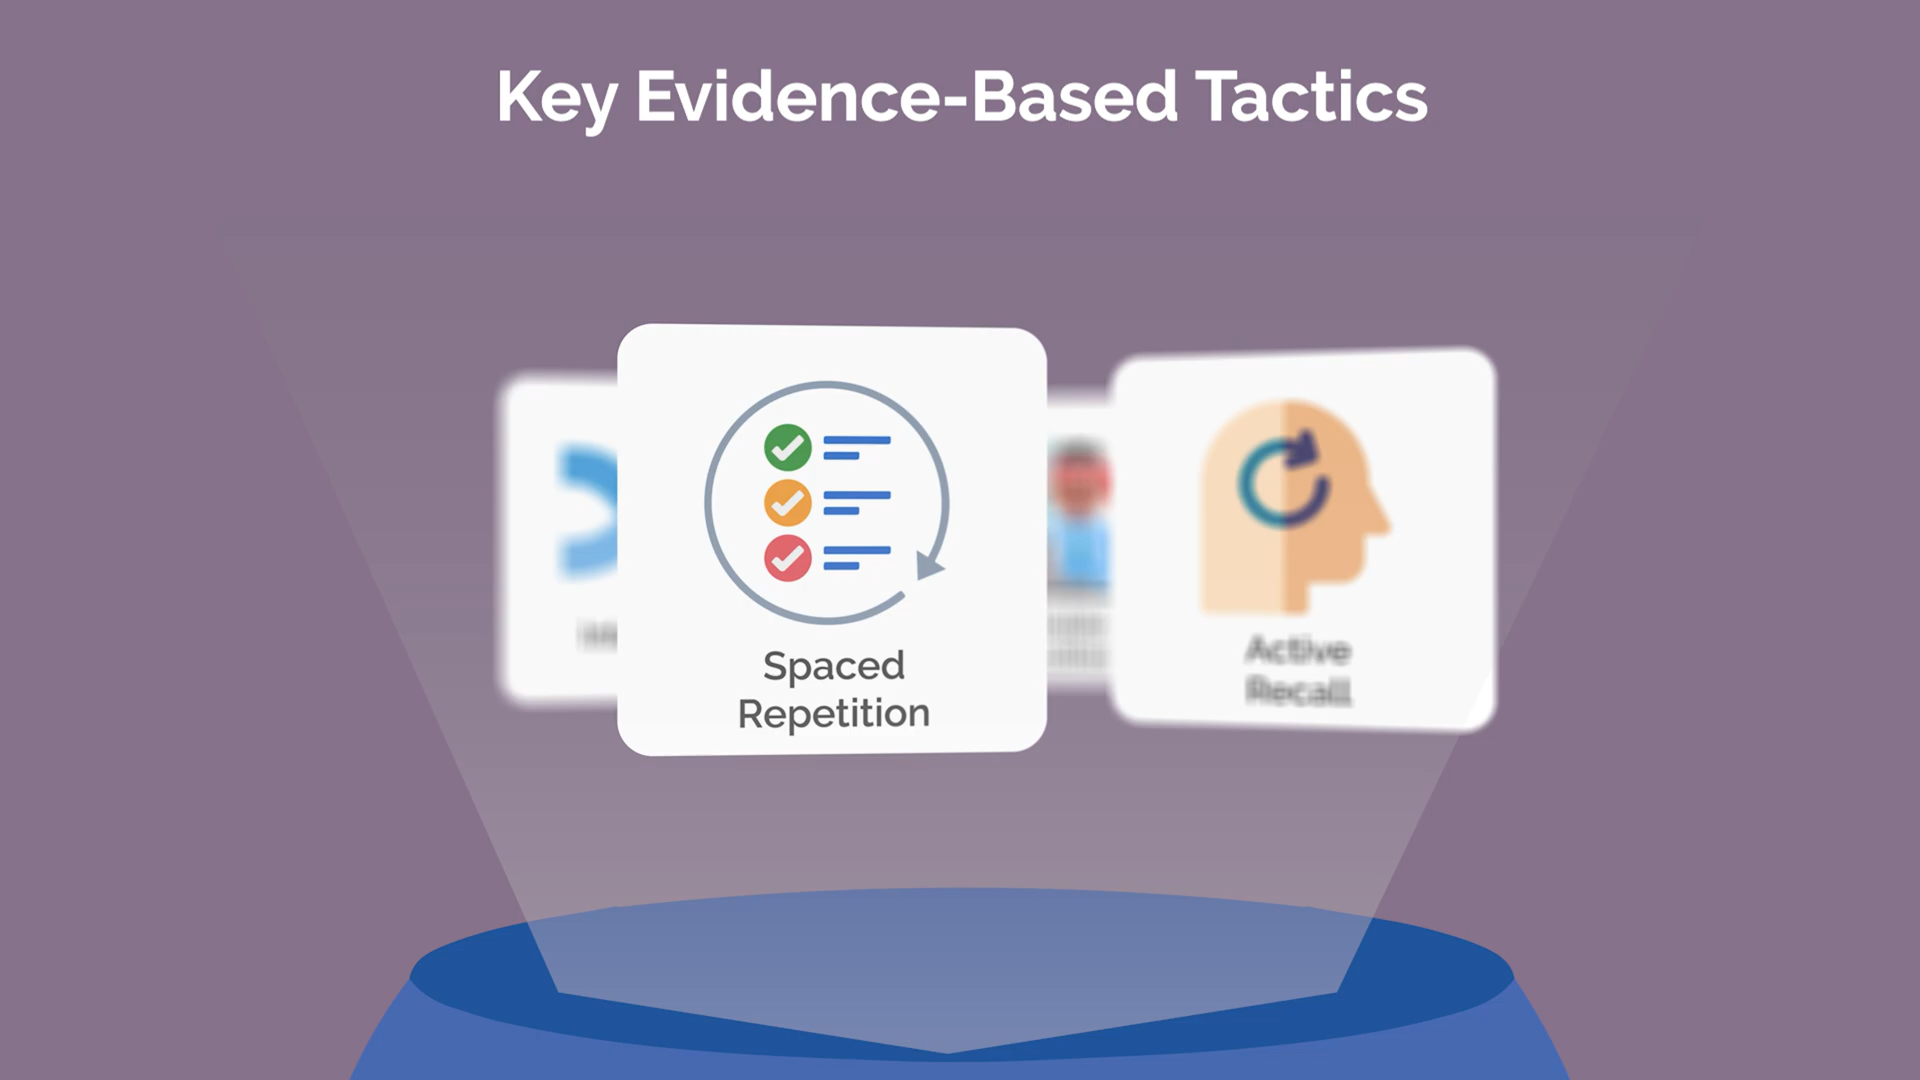 Key Evidence-Based Tactics
Spaced
Repetition
Active
Recall